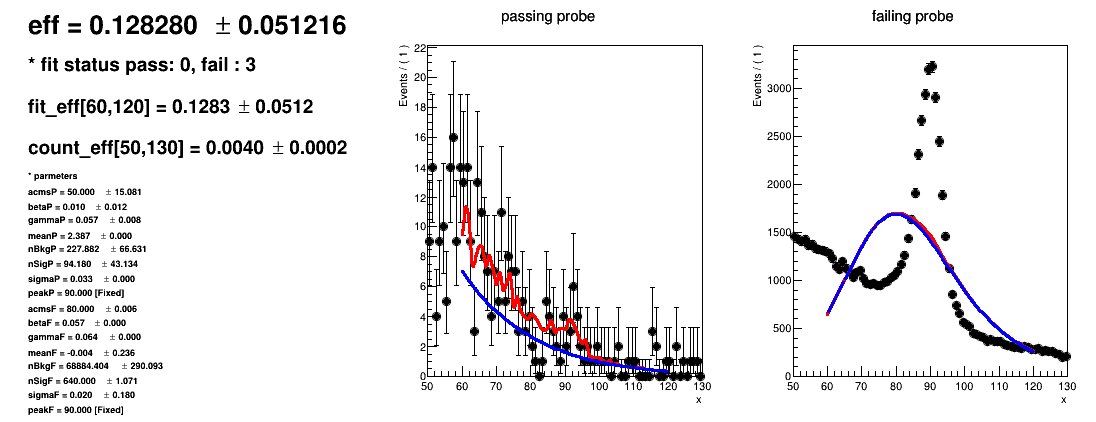 eff = 0.128280 ± 0.051216
* fit status pass: 0, fail : 3
fit_eff[60,120] = 0.1283 ± 0.0512
count_eff[50,130] = 0.0040 ± 0.0002
* parmeters
acmsP = 50.000 ± 15.081
betaP = 0.010 ± 0.012
gammaP = 0.057 ± 0.008
meanP = 2.387 ± 0.000
nBkgP = 227.882 ± 66.631
nSigP = 94.180 ± 43.134
sigmaP = 0.033 ± 0.000
peakP = 90.000 [Fixed]
acmsF = 80.000 ± 0.006
betaF = 0.057 ± 0.000
gammaF = 0.064 ± 0.000
meanF = -0.004 ± 0.236
nBkgF = 68884.404 ± 290.093
nSigF = 640.000 ± 1.071
sigmaF = 0.020 ± 0.180
peakF = 90.000 [Fixed]
passing probe
Events / ( 1 )
22
20
18
16
14
12
10
8
6
4
2
0
50 60 70 80 90 100 110 120 130
x
failing probe
Events / ( 1 )
3000
2500
2000
1500
1000
500
0
50 60 70 80 90 100 110 120 130
x